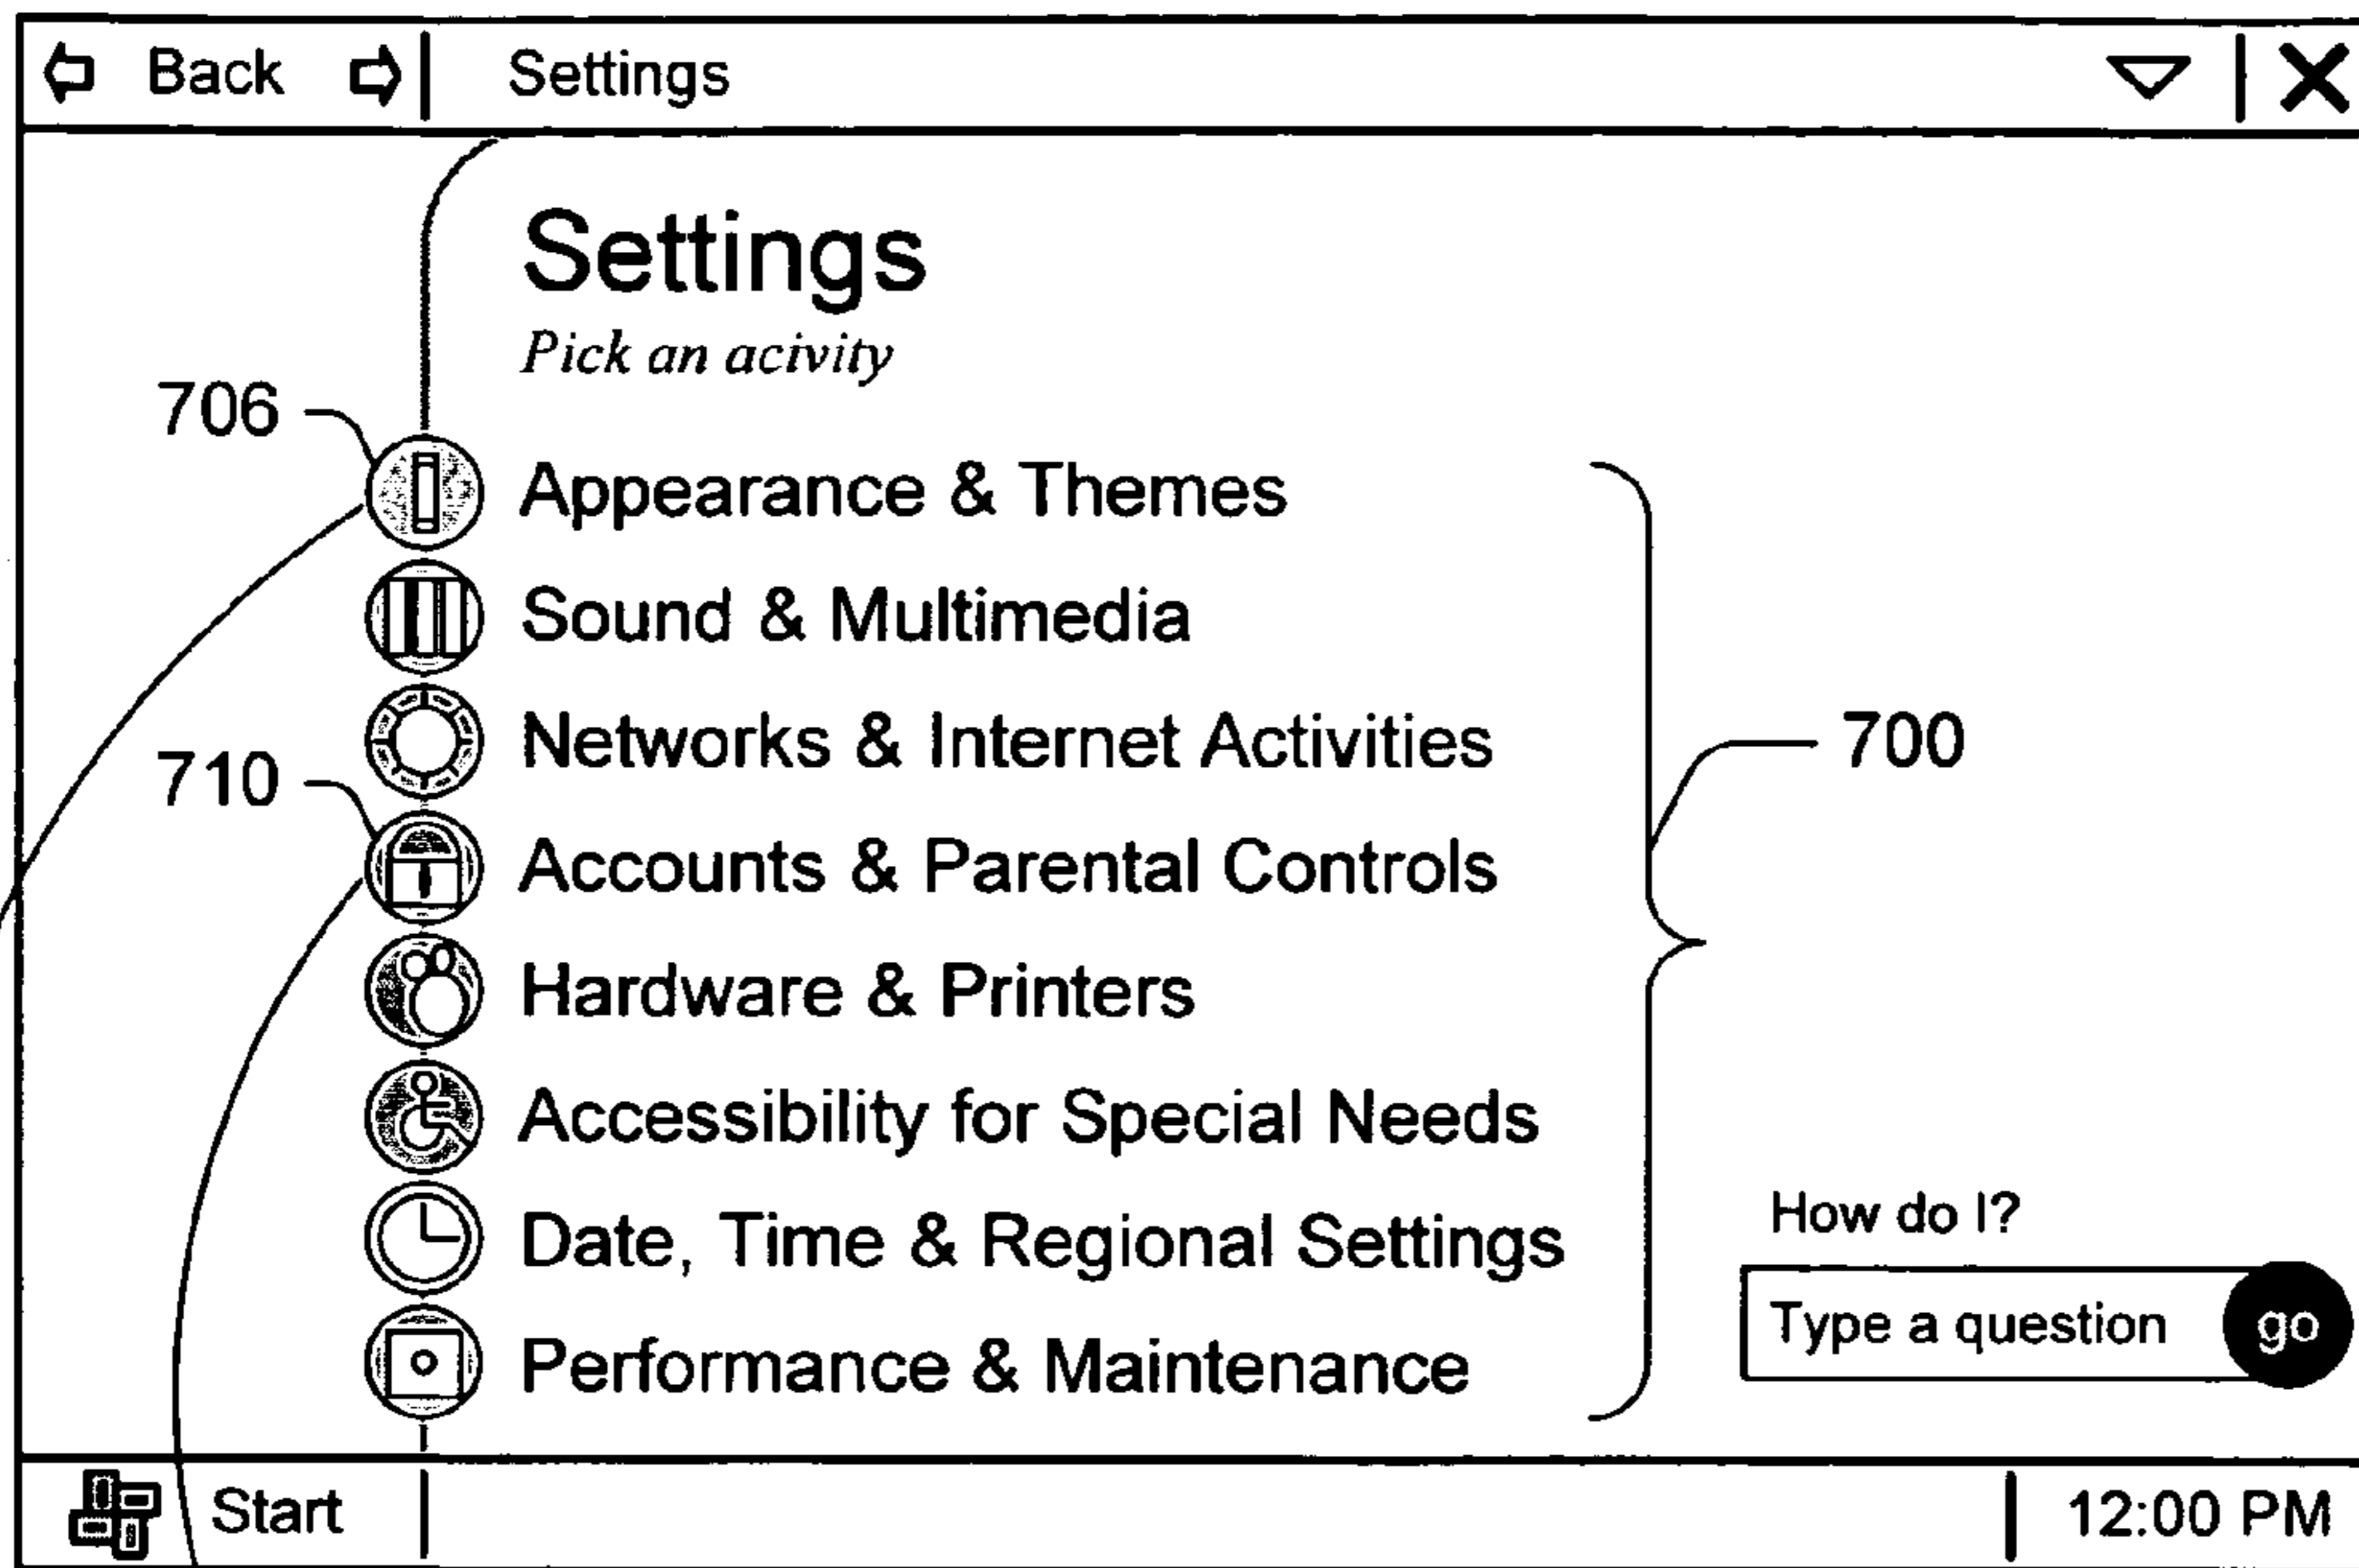 Back Settings
Settings
Pick an acivity
706
Appearance & Themes
Sound & Multimedia
Networks & Internet Activities
700
710
Accounts & Parental Controls
Hardware & Printers
Accessibility for Special Needs
Date, Time & Regional Settings
How do I?
Type a question go
Performance & Maintenance
Start 12:00 PM